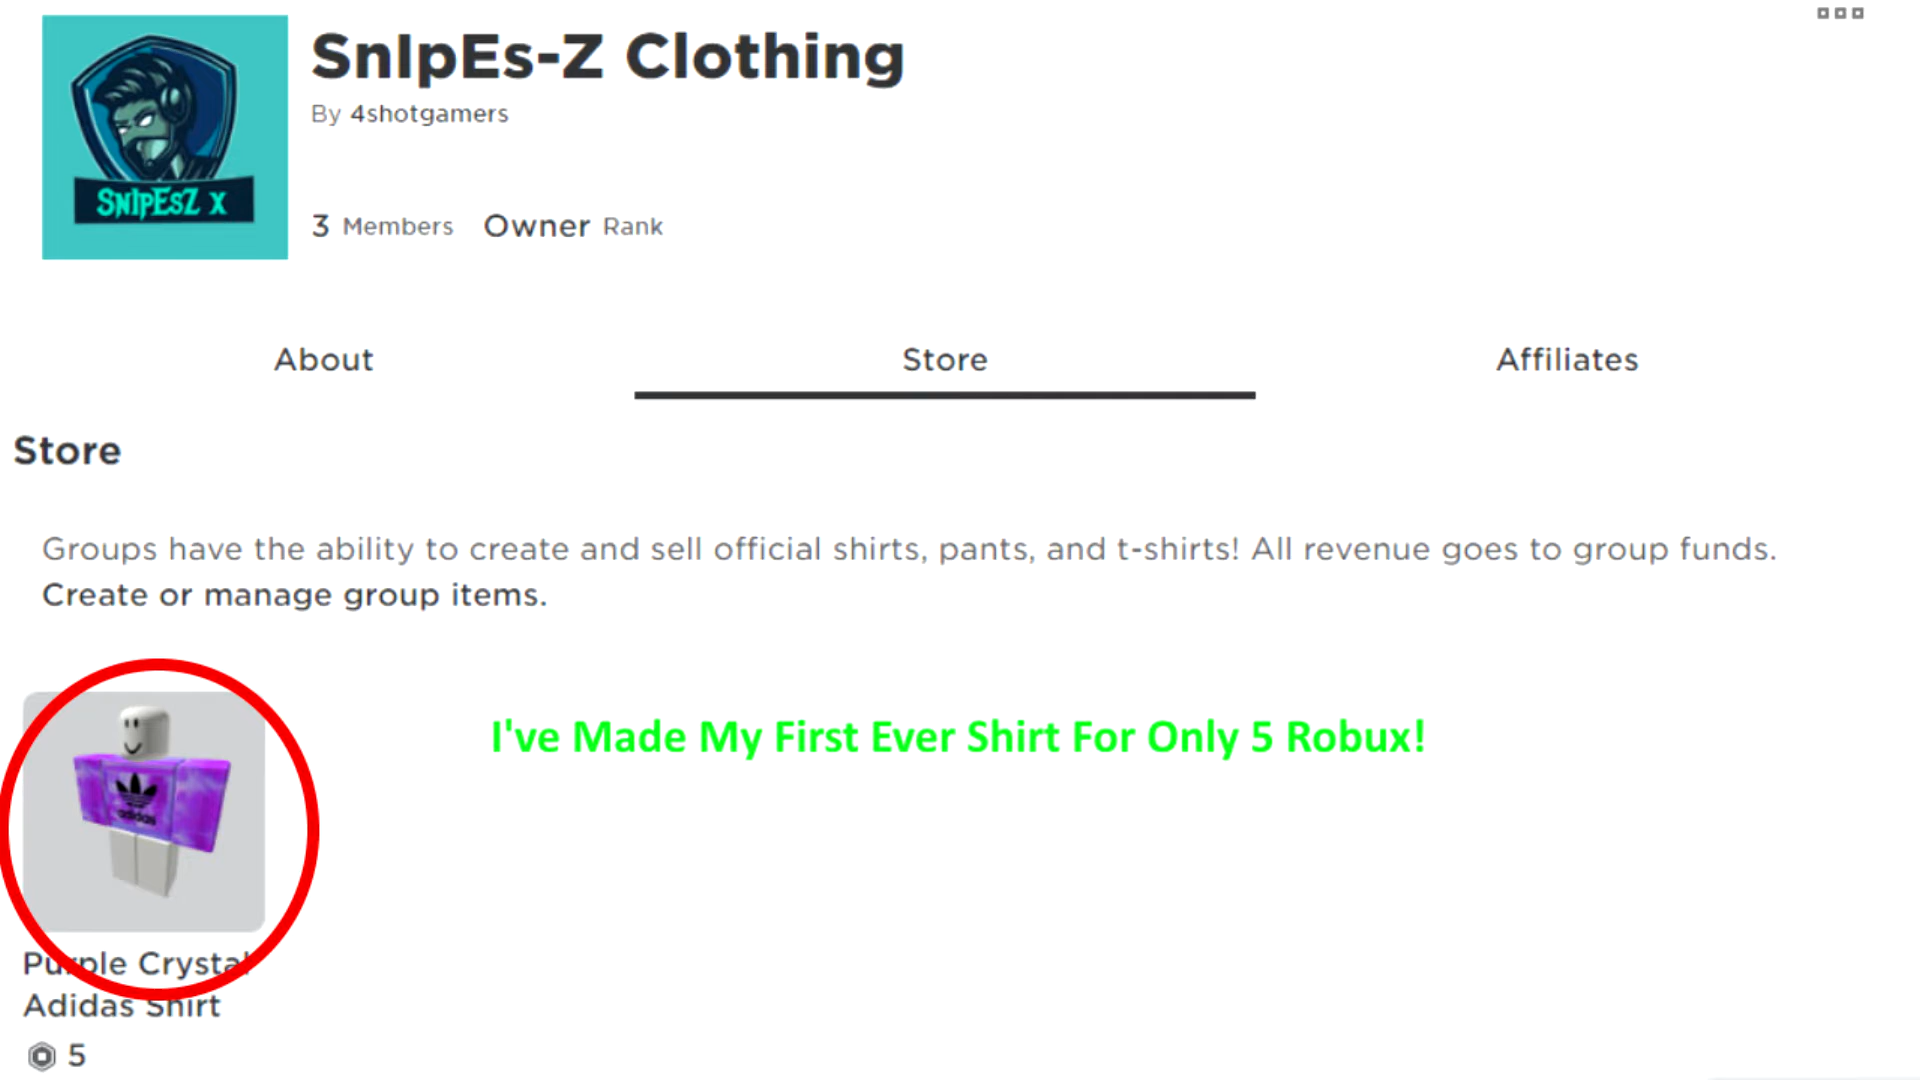 SnIpEs-Z Clothing
By 4shotgamers
SNIPESZ X
3 Members Owner Rank
About Store Affiliates
Store
Groups have the ability to create and sell official shirts, pants, and t-shirts! All revenue goes to group funds.
Create or manage group items.
I've Made My First Ever Shirt For Only 5 Robux!
adidas
Purple Crystal
Adidas Shirt
5